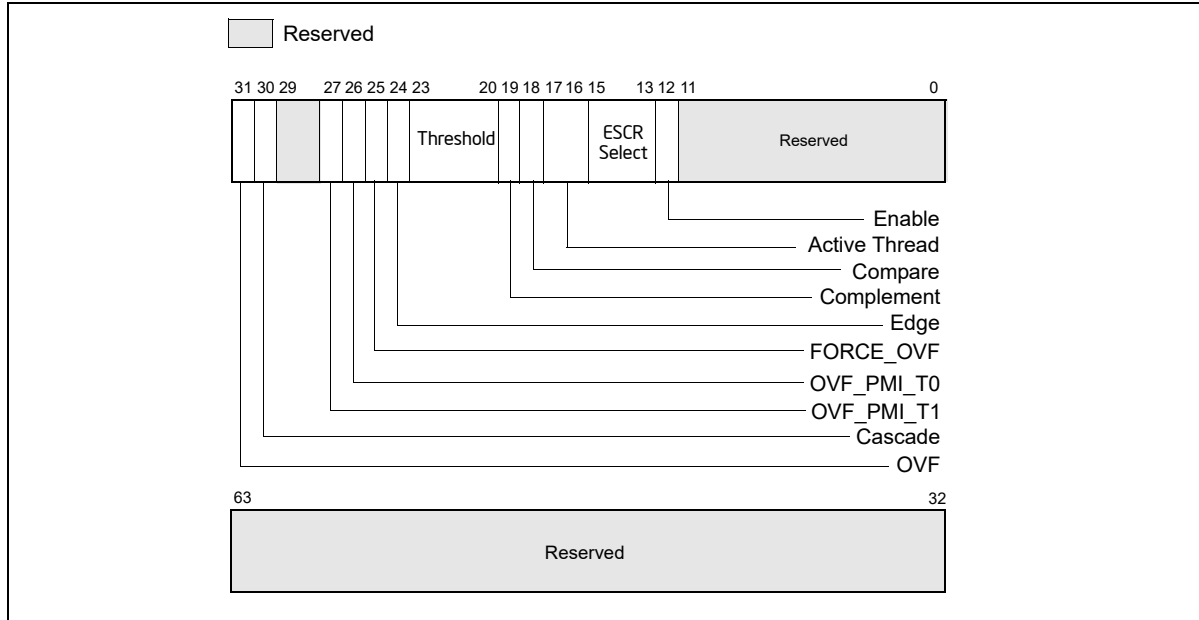 Reserved
31 30 29 27 26 25 24 23 20 19 18 17 16 15 13 12 11 0
Threshold
ESCR
Select
Reserved
Enable
Active Thread
Compare
Complement
Edge
FORCE_OVF
OVF_PMI_T0
OVF_PMI_T1
Cascade
OVF
63 32
Reserved